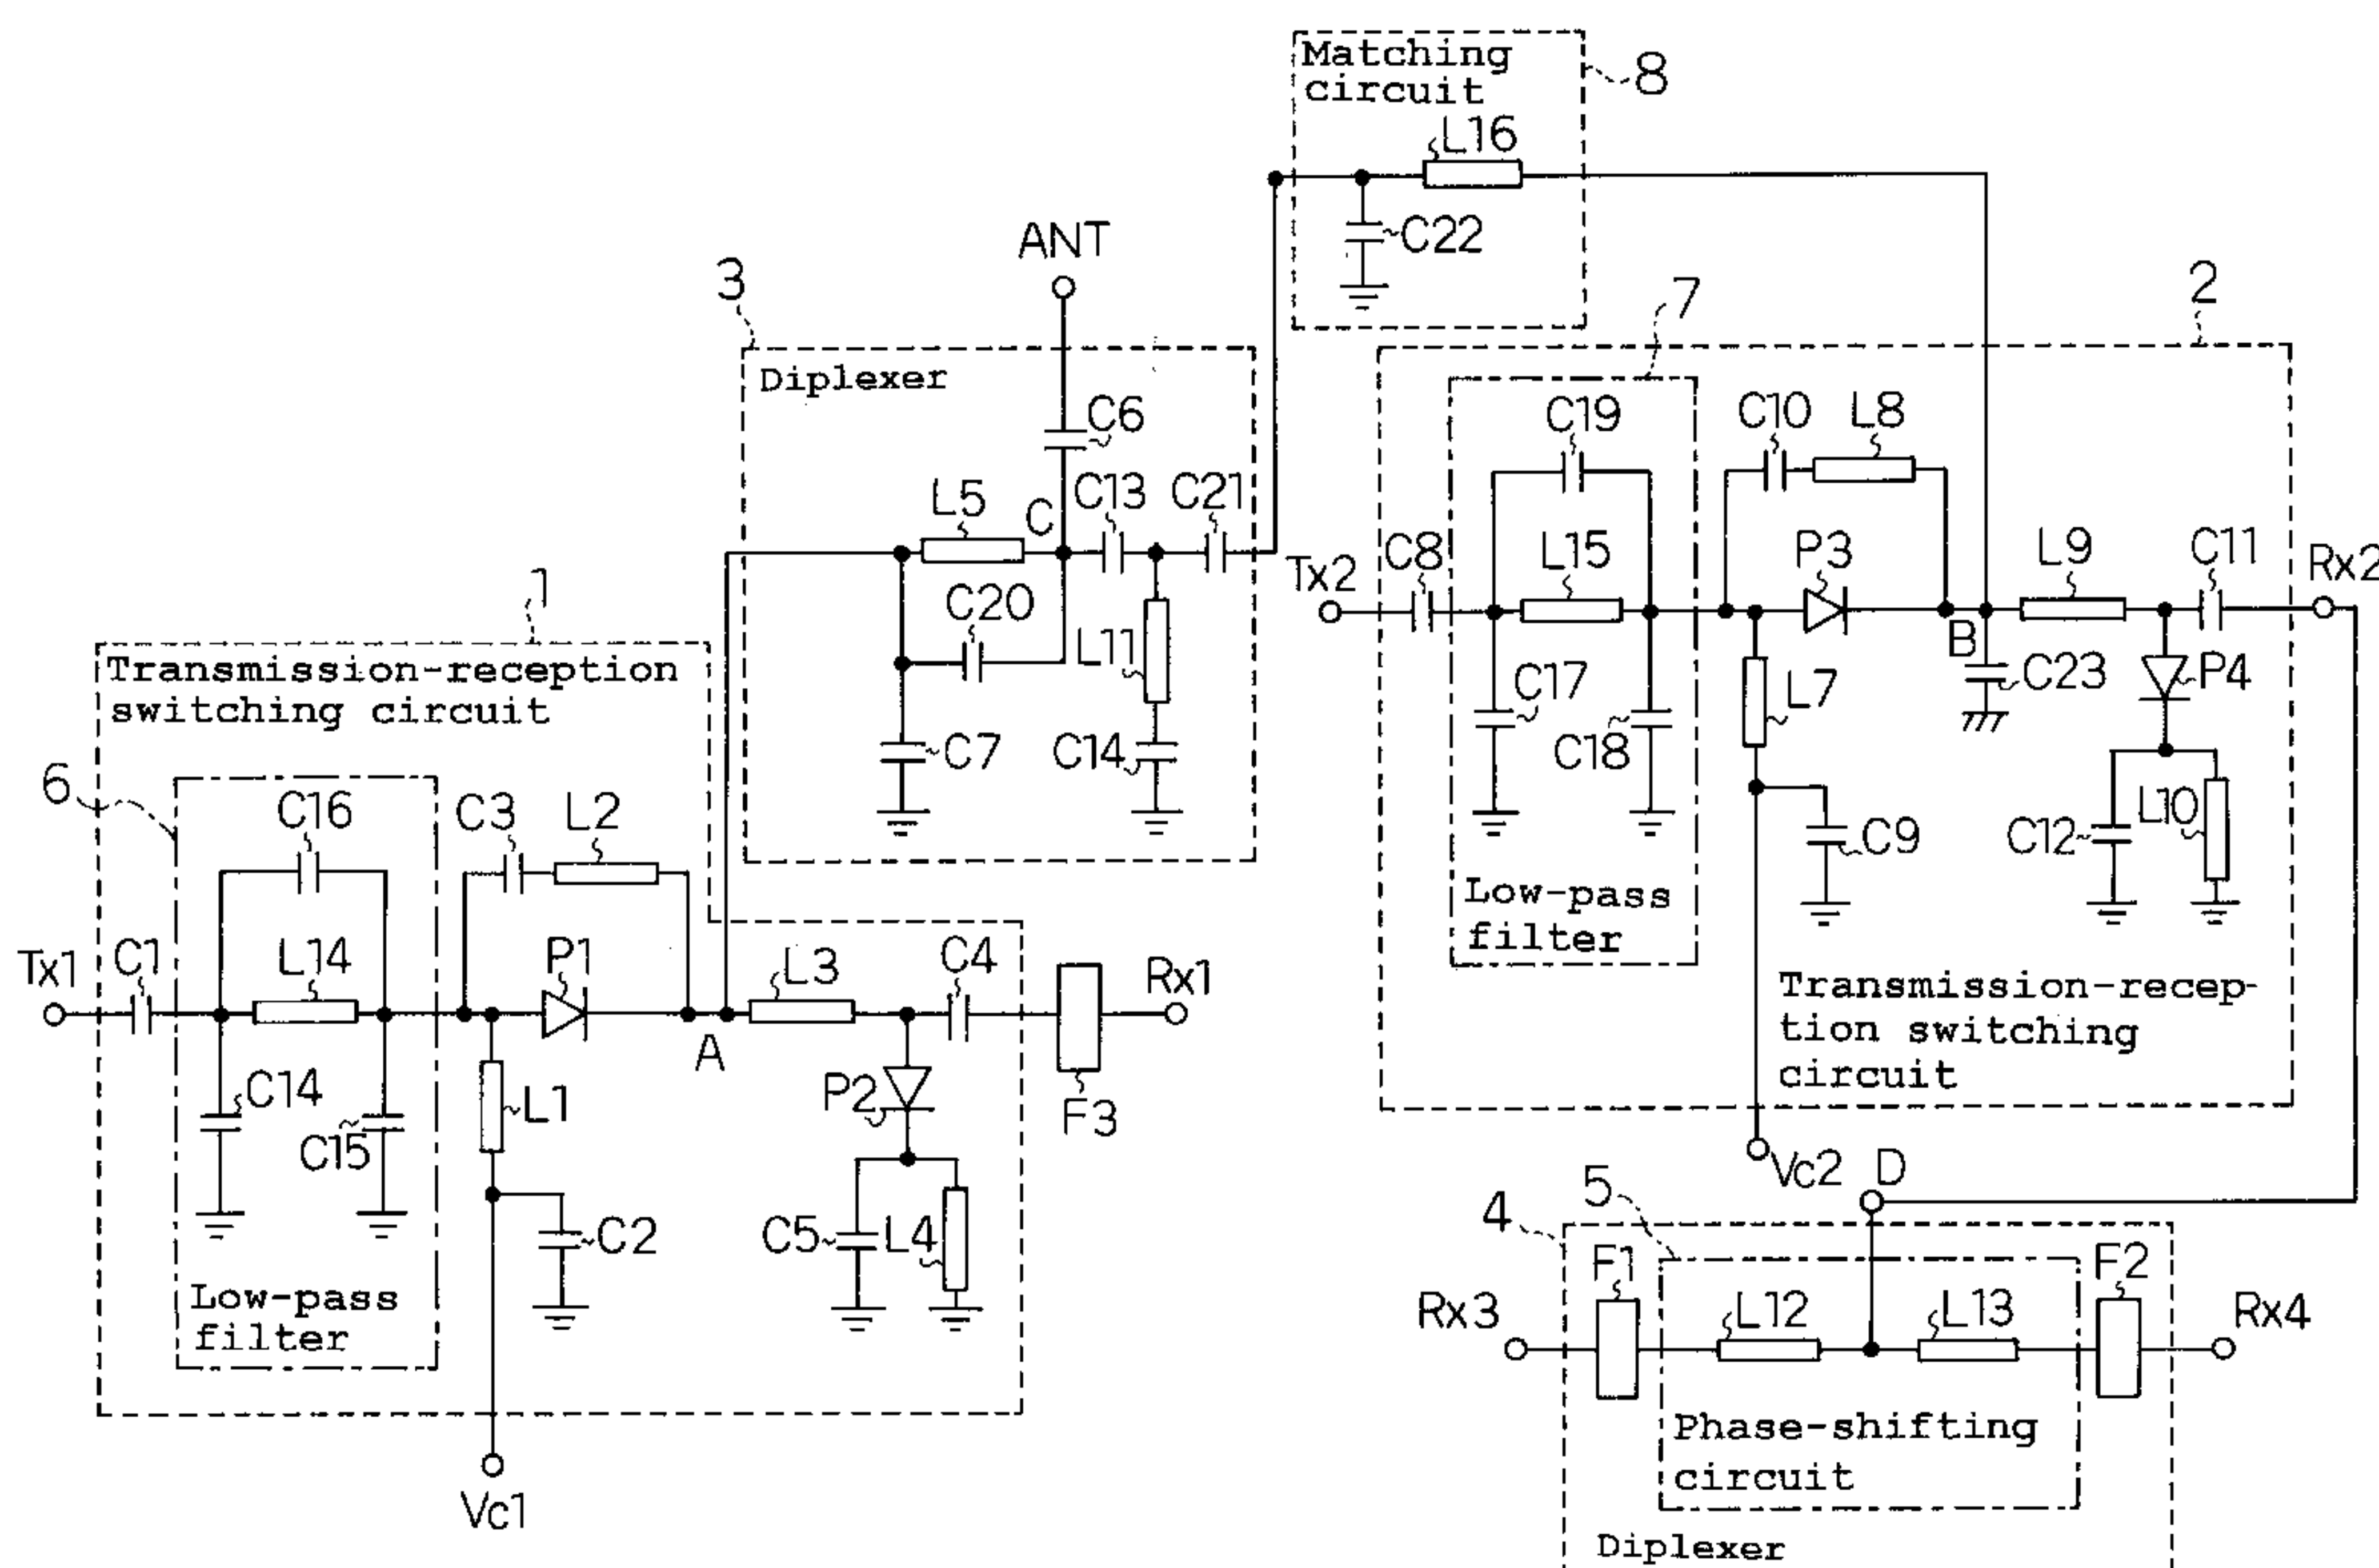 Matching
circuit
8
L16
C22
ANT
3
Diplexer
C6
L5
C
C13
C21
C20
L11
C7
C14
7
2
C19
C10
L8
Tx2
C8
L15
P3
L9
C11
Rx2
B
C17
C18
L7
C23
P4
C9
C12
L10
Low-pass
filter
Transmission-recep-
tion switching
circuit
Vc2
1
Transmission-reception
switching circuit
6
C16
C3
L2
Tx1
C1
L14
P1
A
L3
C4
Rx1
F3
C14
C15
L1
P2
C2
C5
L4
Low-pass
filter
Vc1
D
4
5
F1
F2
Rx3
L12
L13
Rx4
Phase-shifting
circuit
Diplexer